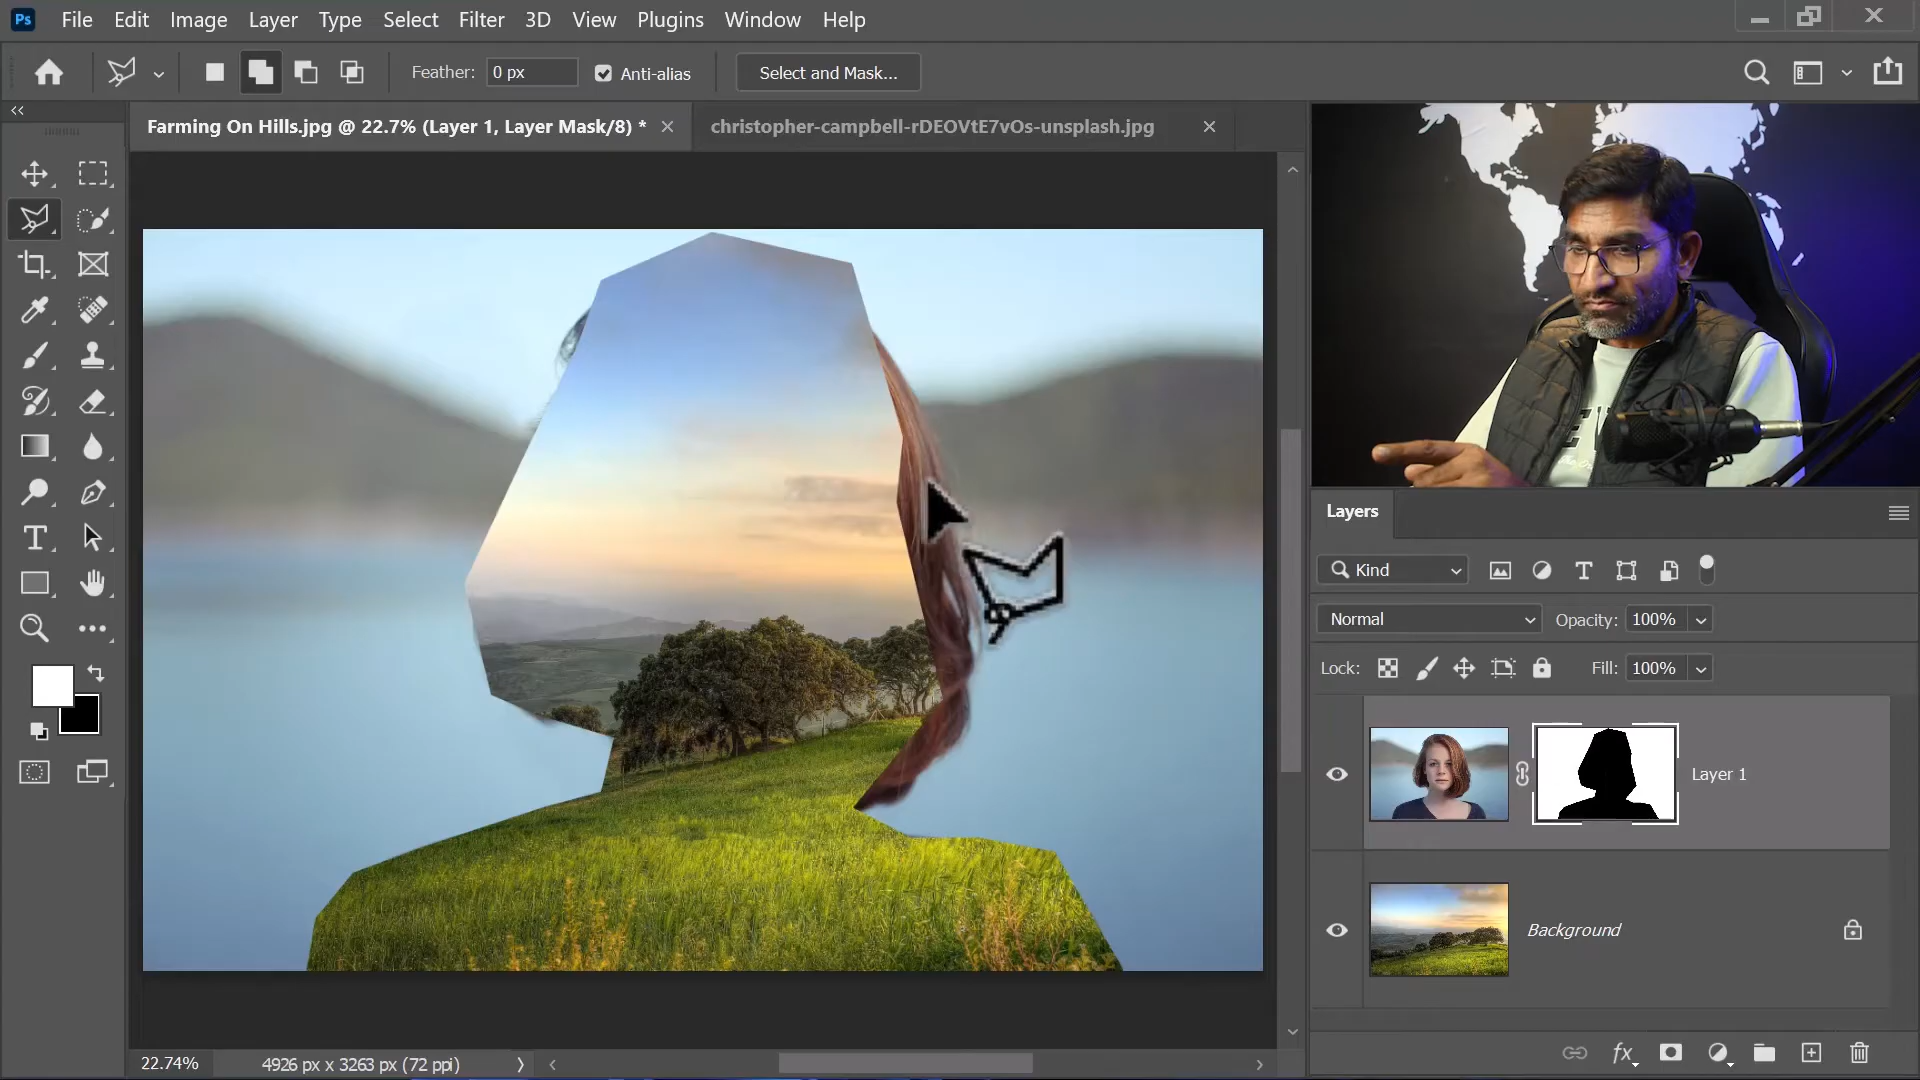 Ps File Edit Image Layer Type Select Filter 3D View Plugins Window Help
Feather: 0 px Anti-alias Select and Mask...
Farming On Hills.jpg @ 22.7% (Layer 1, Layer Mask/8) *
christopher-campbell-rDEOVtE7vOs-unsplash.jpg
Layers
Kind
Normal Opacity: 100%
Lock: Fill: 100%
Layer 1
Background
22.74% 4926 px x 3263 px (72 ppi)